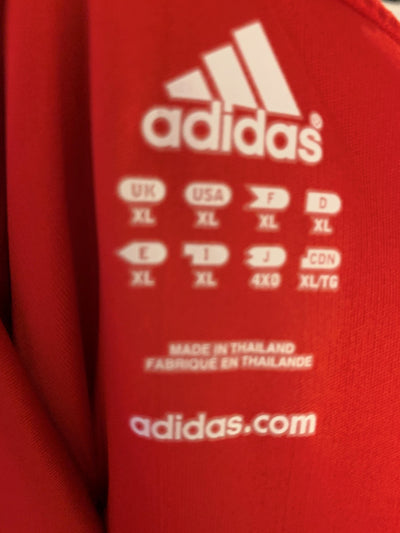 adidas®
UK USA F D
XL XL XL XL
E I J CDN
XL XL 4XO XL/TG
MADE IN THAILAND
FABRIQUÉ EN THAILANDE
adidas.com